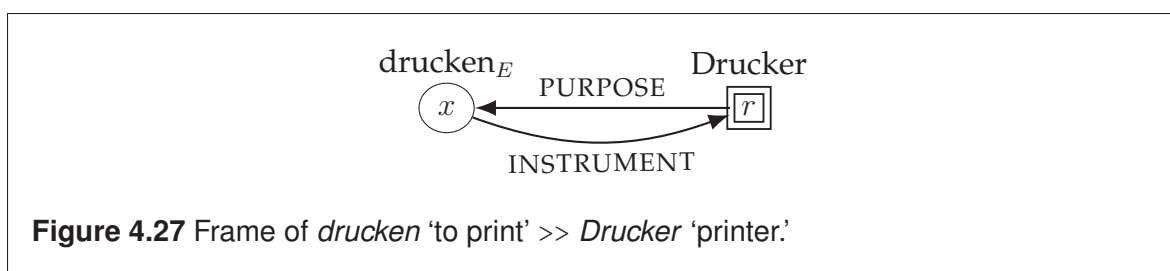 drucken_E Drucker
PURPOSE
x r
INSTRUMENT
Figure 4.27 Frame of drucken ‘to print’ >> Drucker ‘printer.’